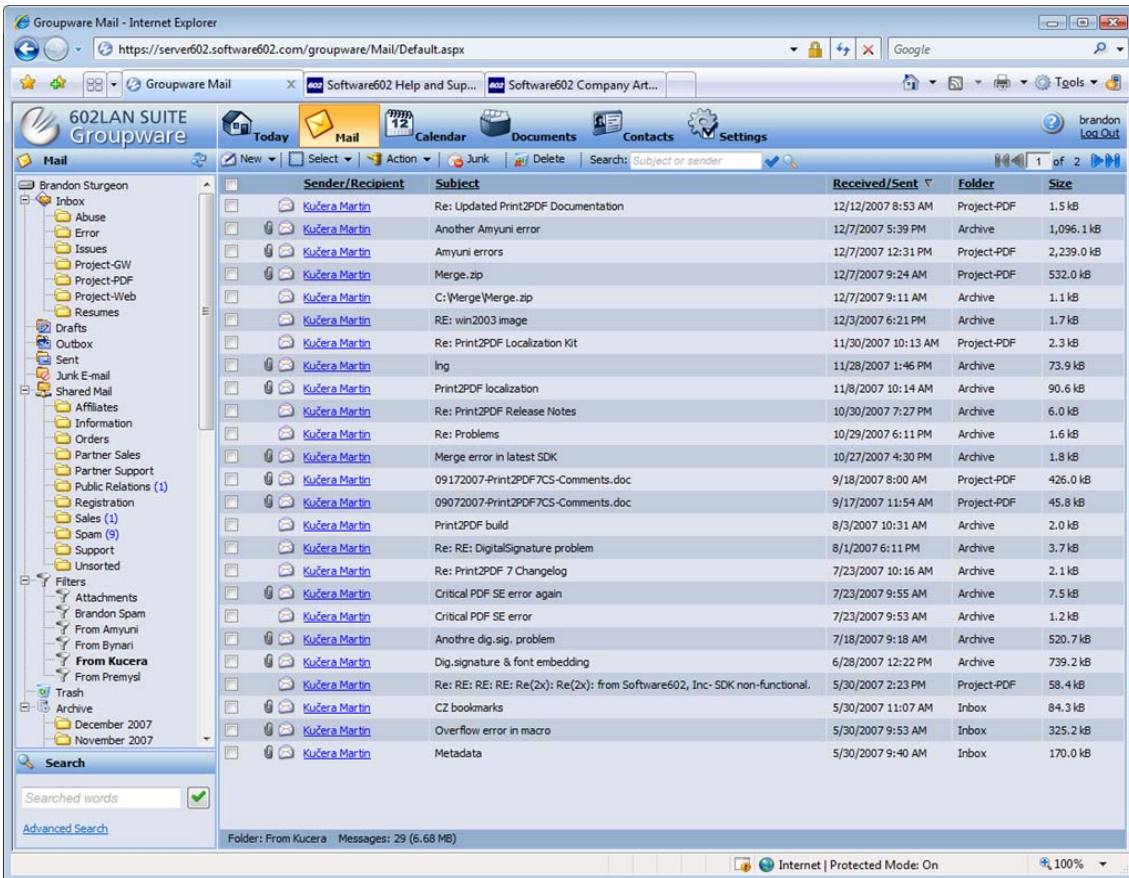 Groupware Mail - Internet Explorer
https://server602.software602.com/groupware/Mail/Default.aspx
Google
Groupware Mail
Software602 Help and Sup...
Software602 Company Art...
Tools
602LAN SUITE
Groupware
Today
Mail
12
Calendar
Documents
Contacts
Settings
brandon
Log Out
Mail
New
Select
Action
Junk
Delete
Search: Subject or sender
1 of 2
Brandon Sturgeon
Inbox
Abuse
Error
Issues
Project-GW
Project-PDF
Project-Web
Resumes
Drafts
Outbox
Sent
Junk E-mail
Shared Mail
Affiliates
Information
Orders
Partner Sales
Partner Support
Public Relations (1)
Registration
Sales (1)
Spam (9)
Support
Unsorted
Filters
Attachments
Brandon Spam
From Amyuni
From Bynari
From Kucera
From Premysl
Trash
Archive
December 2007
November 2007
Search
Searched words
Advanced Search
Sender/Recipient Subject Received/Sent Folder Size
Kučera Martin Re: Updated Print2PDF Documentation 12/12/2007 8:53 AM Project-PDF 1.5 kB
Kučera Martin Another Amyuni error 12/7/2007 5:39 PM Archive 1,096.1 kB
Kučera Martin Amyuni errors 12/7/2007 12:31 PM Project-PDF 2,239.0 kB
Kučera Martin Merge.zip 12/7/2007 9:24 AM Project-PDF 532.0 kB
Kučera Martin C:\Merge\Merge.zip 12/7/2007 9:11 AM Archive 1.1 kB
Kučera Martin RE: win2003 image 12/3/2007 6:21 PM Archive 1.7 kB
Kučera Martin Re: Print2PDF Localization Kit 11/30/2007 10:13 AM Project-PDF 2.3 kB
Kučera Martin lng 11/28/2007 1:46 PM Archive 73.9 kB
Kučera Martin Print2PDF localization 11/8/2007 10:14 AM Archive 90.6 kB
Kučera Martin Re: Print2PDF Release Notes 10/30/2007 7:27 PM Archive 6.0 kB
Kučera Martin Re: Problems 10/29/2007 6:11 PM Archive 1.6 kB
Kučera Martin Merge error in latest SDK 10/27/2007 4:30 PM Archive 1.8 kB
Kučera Martin 09172007-Print2PDF7CS-Comments.doc 9/18/2007 8:00 AM Project-PDF 426.0 kB
Kučera Martin 09072007-Print2PDF7CS-Comments.doc 9/17/2007 11:54 AM Project-PDF 45.8 kB
Kučera Martin Print2PDF build 8/3/2007 10:31 AM Archive 2.0 kB
Kučera Martin Re: RE: DigitalSignature problem 8/1/2007 6:11 PM Archive 3.7 kB
Kučera Martin Re: Print2PDF 7 Changelog 7/23/2007 10:16 AM Archive 2.1 kB
Kučera Martin Critical PDF SE error again 7/23/2007 9:55 AM Archive 7.5 kB
Kučera Martin Critical PDF SE error 7/23/2007 9:53 AM Archive 1.2 kB
Kučera Martin Anothre dig.sig. problem 7/18/2007 9:18 AM Archive 520.7 kB
Kučera Martin Dig.signature & font embedding 6/28/2007 12:22 PM Archive 739.2 kB
Kučera Martin Re: RE: RE: RE: Re(2x): Re(2x): from Software602, Inc- SDK non-functional. 5/30/2007 2:23 PM Project-PDF 58.4 kB
Kučera Martin CZ bookmarks 5/30/2007 11:07 AM Inbox 84.3 kB
Kučera Martin Overflow error in macro 5/30/2007 9:53 AM Inbox 325.2 kB
Kučera Martin Metadata 5/30/2007 9:40 AM Inbox 170.0 kB
Folder: From Kucera Messages: 29 (6.68 MB)
Internet | Protected Mode: On
100%